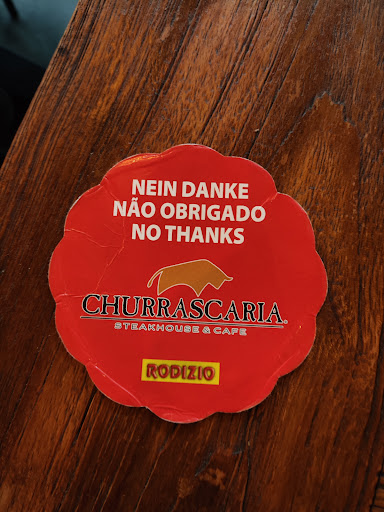 NEIN DANKE
NÃO OBRIGADO
NO THANKS
CHURRASCARIA®
STEAKHOUSE & CAFE
RODIZIO